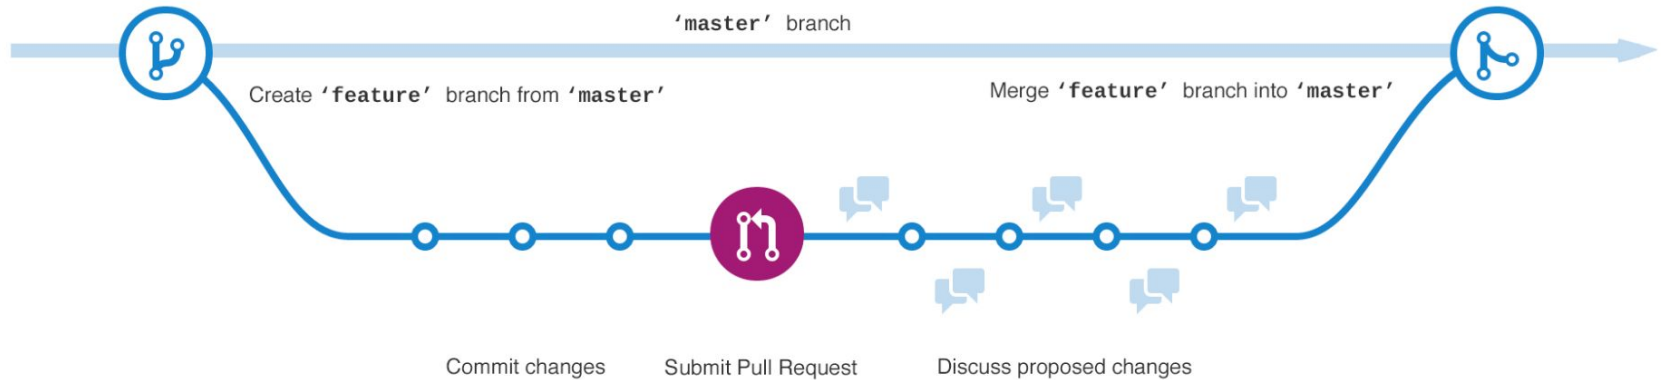 ‘master’ branch
Create ‘feature’ branch from ‘master’
Merge ‘feature’ branch into ‘master’
Commit changes
Submit Pull Request
Discuss proposed changes